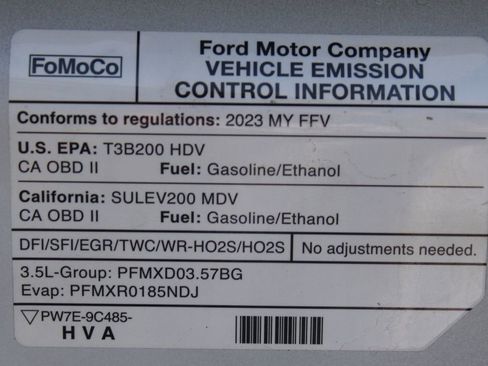 FoMoCo
Ford Motor Company
VEHICLE EMISSION
CONTROL INFORMATION
Conforms to regulations: 2023 MY FFV
U.S. EPA: T3B200 HDV
CA OBD II Fuel: Gasoline/Ethanol
California: SULEV200 MDV
CA OBD II Fuel: Gasoline/Ethanol
DFI/SFI/EGR/TWC/WR-HO2S/HO2S No adjustments needed.
3.5L-Group: PFMXD03.57BG
Evap: PFMXR0185NDJ
PW7E-9C485-
HVA